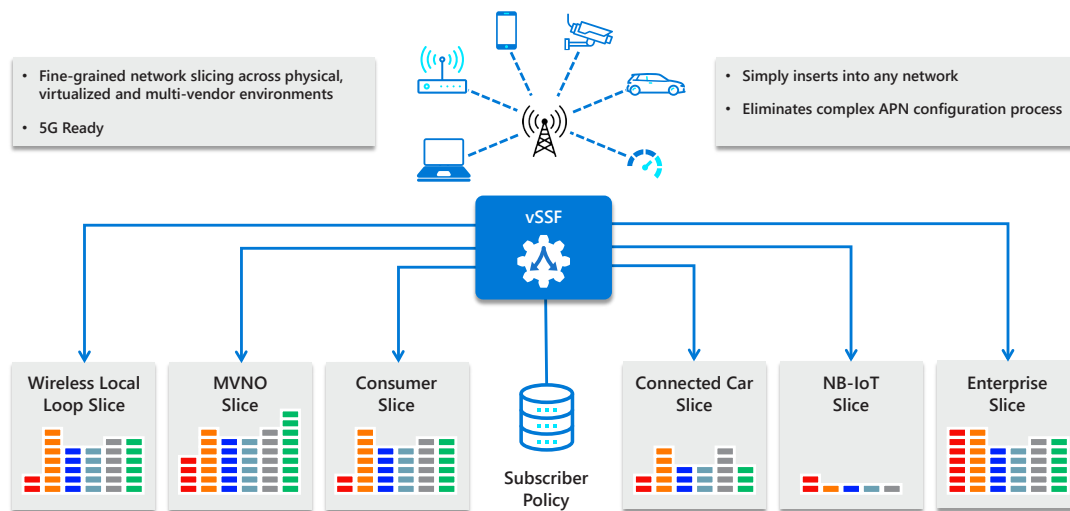 • Fine-grained network slicing across physical,
virtualized and multi-vendor environments
• 5G Ready
• Simply inserts into any network
• Eliminates complex APN configuration process
vSSF
Wireless Local
Loop Slice
MVNO
Slice
Consumer
Slice
Subscriber
Policy
Connected Car
Slice
NB-IoT
Slice
Enterprise
Slice